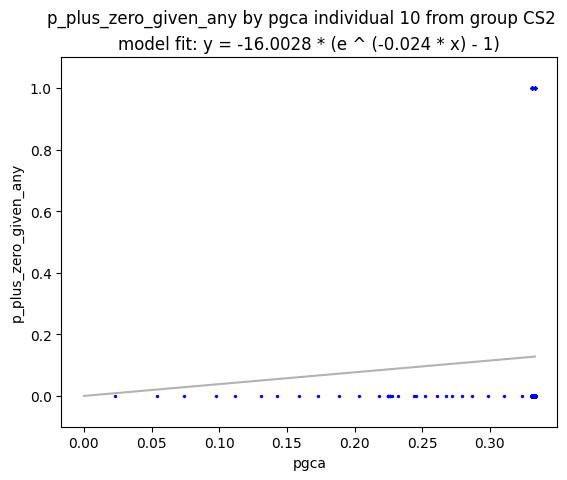 p_plus_zero_given_any by pgca individual 10 from group CS2
model fit: y = -16.0028 * (e ^ (-0.024 * x) - 1)
1.0
0.8
0.6
0.4
0.2
0.0
p_plus_zero_given_any
0.00 0.05 0.10 0.15 0.20 0.25 0.30
pgca